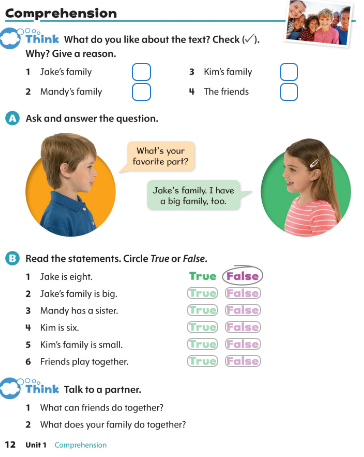 Comprehension
Think What do you like about the text? Check (✓).
Why? Give a reason.
1 Jake's family
3 Kim's family
2 Mandy's family
4 The friends
A Ask and answer the question.
What's your
favorite part?
Jake's family. I have
a big family, too.
B Read the statements. Circle True or False.
1 Jake is eight. True False
2 Jake's family is big. True False
3 Mandy has a sister. True False
4 Kim is six. True False
5 Kim's family is small. True False
6 Friends play together. True False
Think Talk to a partner.
1 What can friends do together?
2 What does your family do together?
12 Unit 1 Comprehension